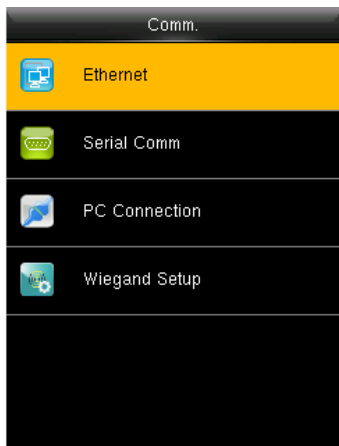 Comm.
Ethernet
Serial Comm
PC Connection
Wiegand Setup